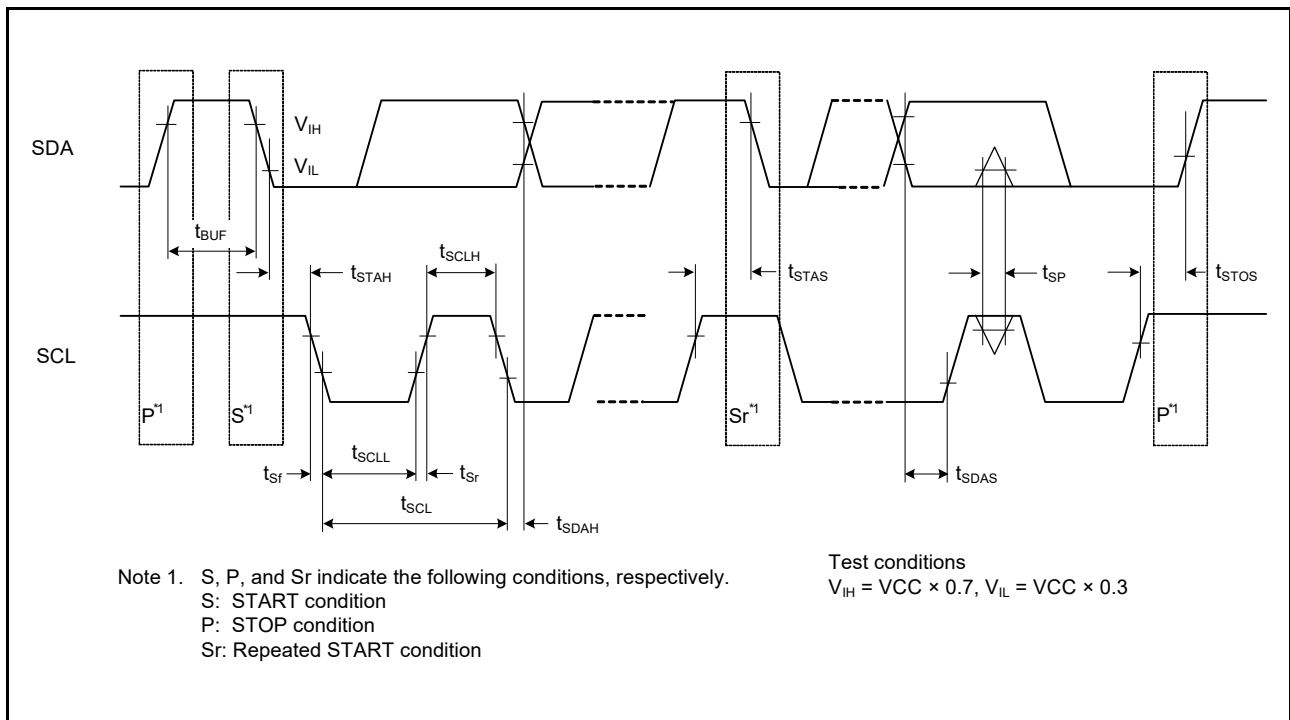 SDA
V_IH
V_IL
t_BUF
t_STAH
t_SCLH
t_STAS
t_SP
t_STOS
SCL
P*1
S*1
Sr*1
P*1
t_Sf
t_SCLL
t_Sr
t_SDAS
t_SCL
t_SDAH
Note 1. S, P, and Sr indicate the following conditions, respectively.
S: START condition
P: STOP condition
Sr: Repeated START condition
Test conditions
V_IH = VCC × 0.7, V_IL = VCC × 0.3